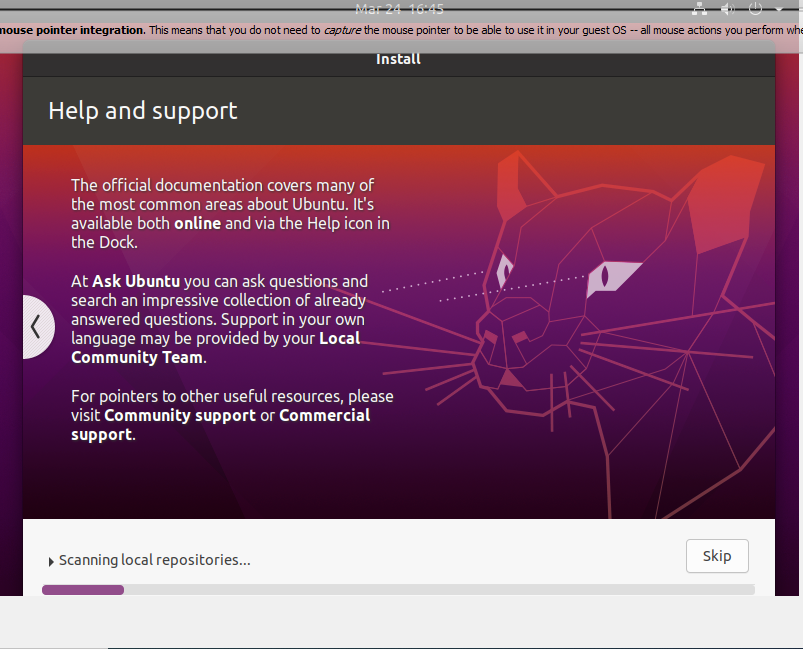 Mar 24 16:45
mouse pointer integration. This means that you do not need to capture the mouse pointer to be able to use it in your guest OS -- all mouse actions you perform whe
Install
Help and support
The official documentation covers many of
the most common areas about Ubuntu. It's
available both online and via the Help icon in
the Dock.
At Ask Ubuntu you can ask questions and
search an impressive collection of already
answered questions. Support in your own
language may be provided by your Local
Community Team.
For pointers to other useful resources, please
visit Community support or Commercial
support.
Scanning local repositories...
Skip